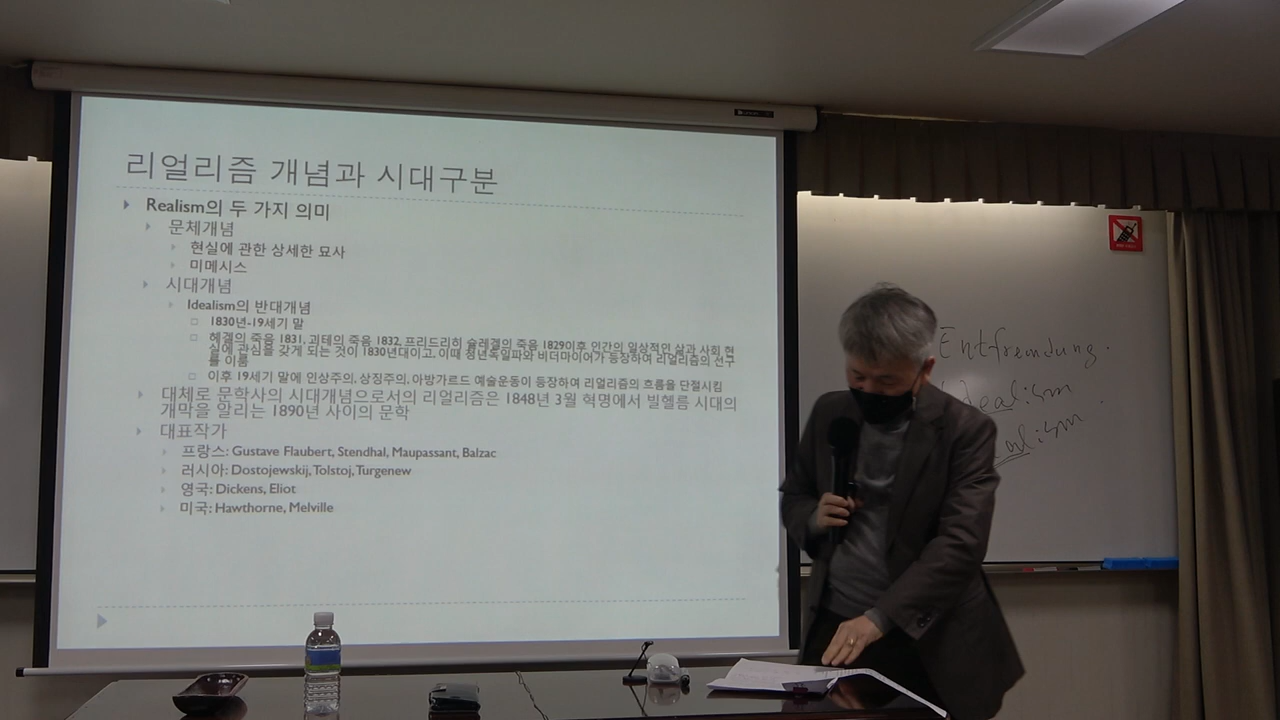 리얼리즘 개념과 시대구분
Realism의 두 가지 의미
문체개념
현실에 관한 상세한 묘사
미메시스
시대개념
Idealism의 반대개념
1830년-19세기 말
헤겔의 죽음 1831, 괴테의 죽음 1832, 프리드리히 슐레겔의 죽음 1829이후 인간의 일상적인 삶과 사회 현
실에 관심을 갖게 되는 것이 1830년대이고, 이때 청년독일파와 비더마이어가 등장하여 리얼리즘의 선구
를 이룸
이후 19세기 말에 인상주의, 상징주의, 아방가르드 예술운동이 등장하여 리얼리즘의 흐름을 단절시킴
대체로 문학사의 시대개념으로서의 리얼리즘은 1848년 3월 혁명에서 빌헬름 시대의
개막을 알리는 1890년 사이의 문학
대표작가
프랑스: Gustave Flaubert, Stendhal, Maupassant, Balzac
러시아: Dostojewskij, Tolstoj, Turgenew
영국: Dickens, Eliot
미국: Hawthorne, Melville
Entfremdung.
dealism
alism.